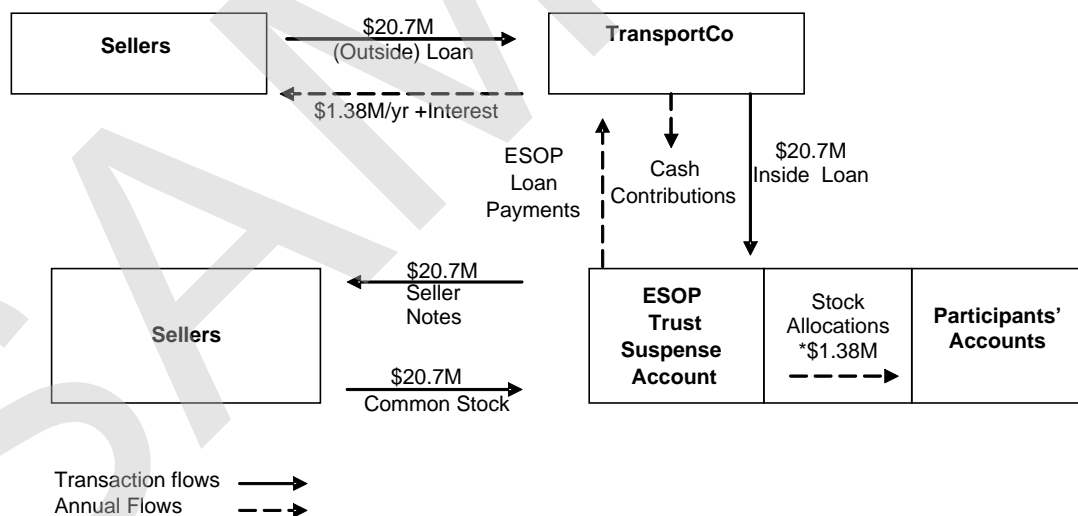 $20.7M
Sellers
(Outside) Loan
TransportCo
$1.38M/yr +Interest
ESOP
Loan
Payments
Cash
Contributions
$20.7M
Inside Loan
Sellers
$20.7M
Seller
Notes
$20.7M
Common Stock
ESOP
Trust
Suspense
Account
Stock
Allocations
*$1.38M
Participants’
Accounts
Transaction flows
Annual Flows